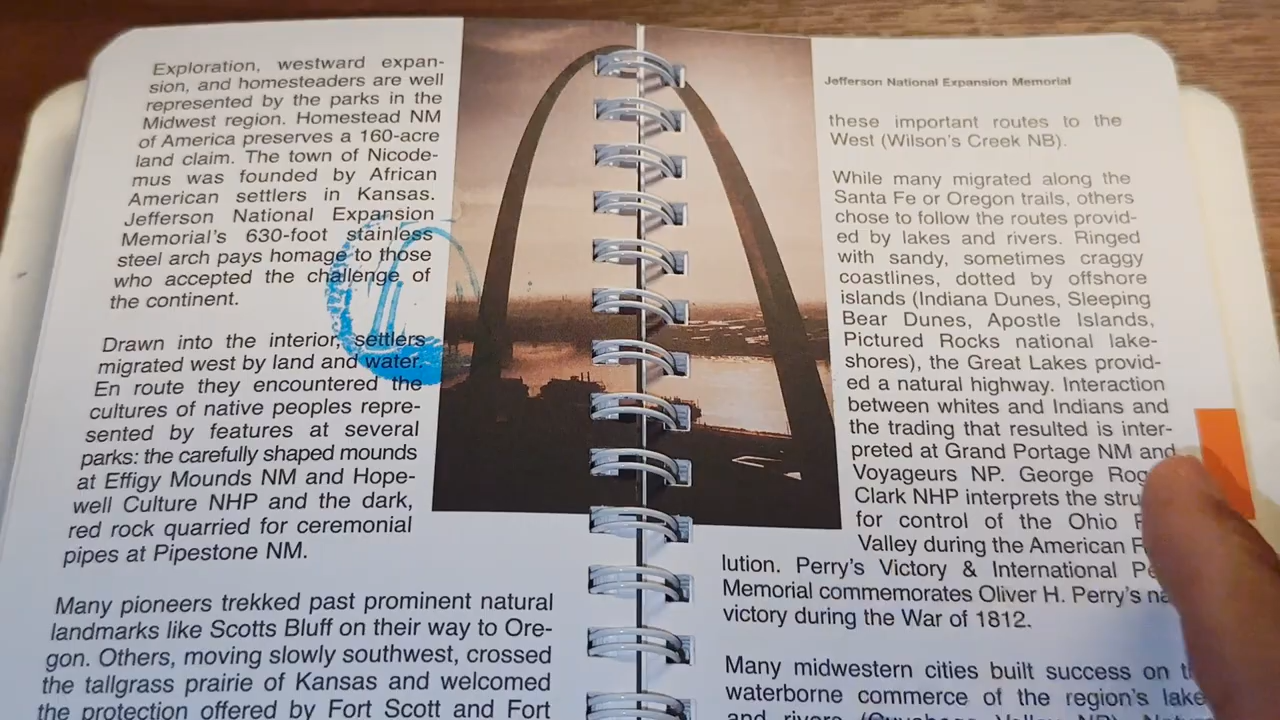 Exploration, westward expan-
sion, and homesteaders are well
represented by the parks in the
Midwest region. Homestead NM
of America preserves a 160-acre
land claim. The town of Nicode-
mus was founded by African
American settlers in Kansas.
Jefferson National Expansion
Memorial's 630-foot stainless
steel arch pays homage to those
who accepted the challenge of
the continent.
Drawn into the interior, settlers
migrated west by land and water.
En route they encountered the
cultures of native peoples repre-
sented by features at several
parks: the carefully shaped mounds
at Effigy Mounds NM and Hope-
well Culture NHP and the dark,
red rock quarried for ceremonial
pipes at Pipestone NM.
Many pioneers trekked past prominent natural
landmarks like Scotts Bluff on their way to Ore-
gon. Others, moving slowly southwest, crossed
the tallgrass prairie of Kansas and welcomed
the protection offered by Fort Scott and Fort
Jefferson National Expansion Memorial
these important routes to the
West (Wilson's Creek NB).
While many migrated along the
Santa Fe or Oregon trails, others
chose to follow the routes provid-
ed by lakes and rivers. Ringed
with sandy, sometimes craggy
coastlines, dotted by offshore
islands (Indiana Dunes, Sleeping
Bear Dunes, Apostle Islands,
Pictured Rocks national lake-
shores), the Great Lakes provid-
ed a natural highway. Interaction
between whites and Indians and
the trading that resulted is inter-
preted at Grand Portage NM and
Voyageurs NP. George
Clark NHP interprets the
for control of the Ohio
Valley during the American
lution. Perry's Victory & International
Memorial commemorates Oliver H. Perry's
victory during the War of 1812.
Many midwestern cities built success on
waterborne commerce of the region's lake
and rivers